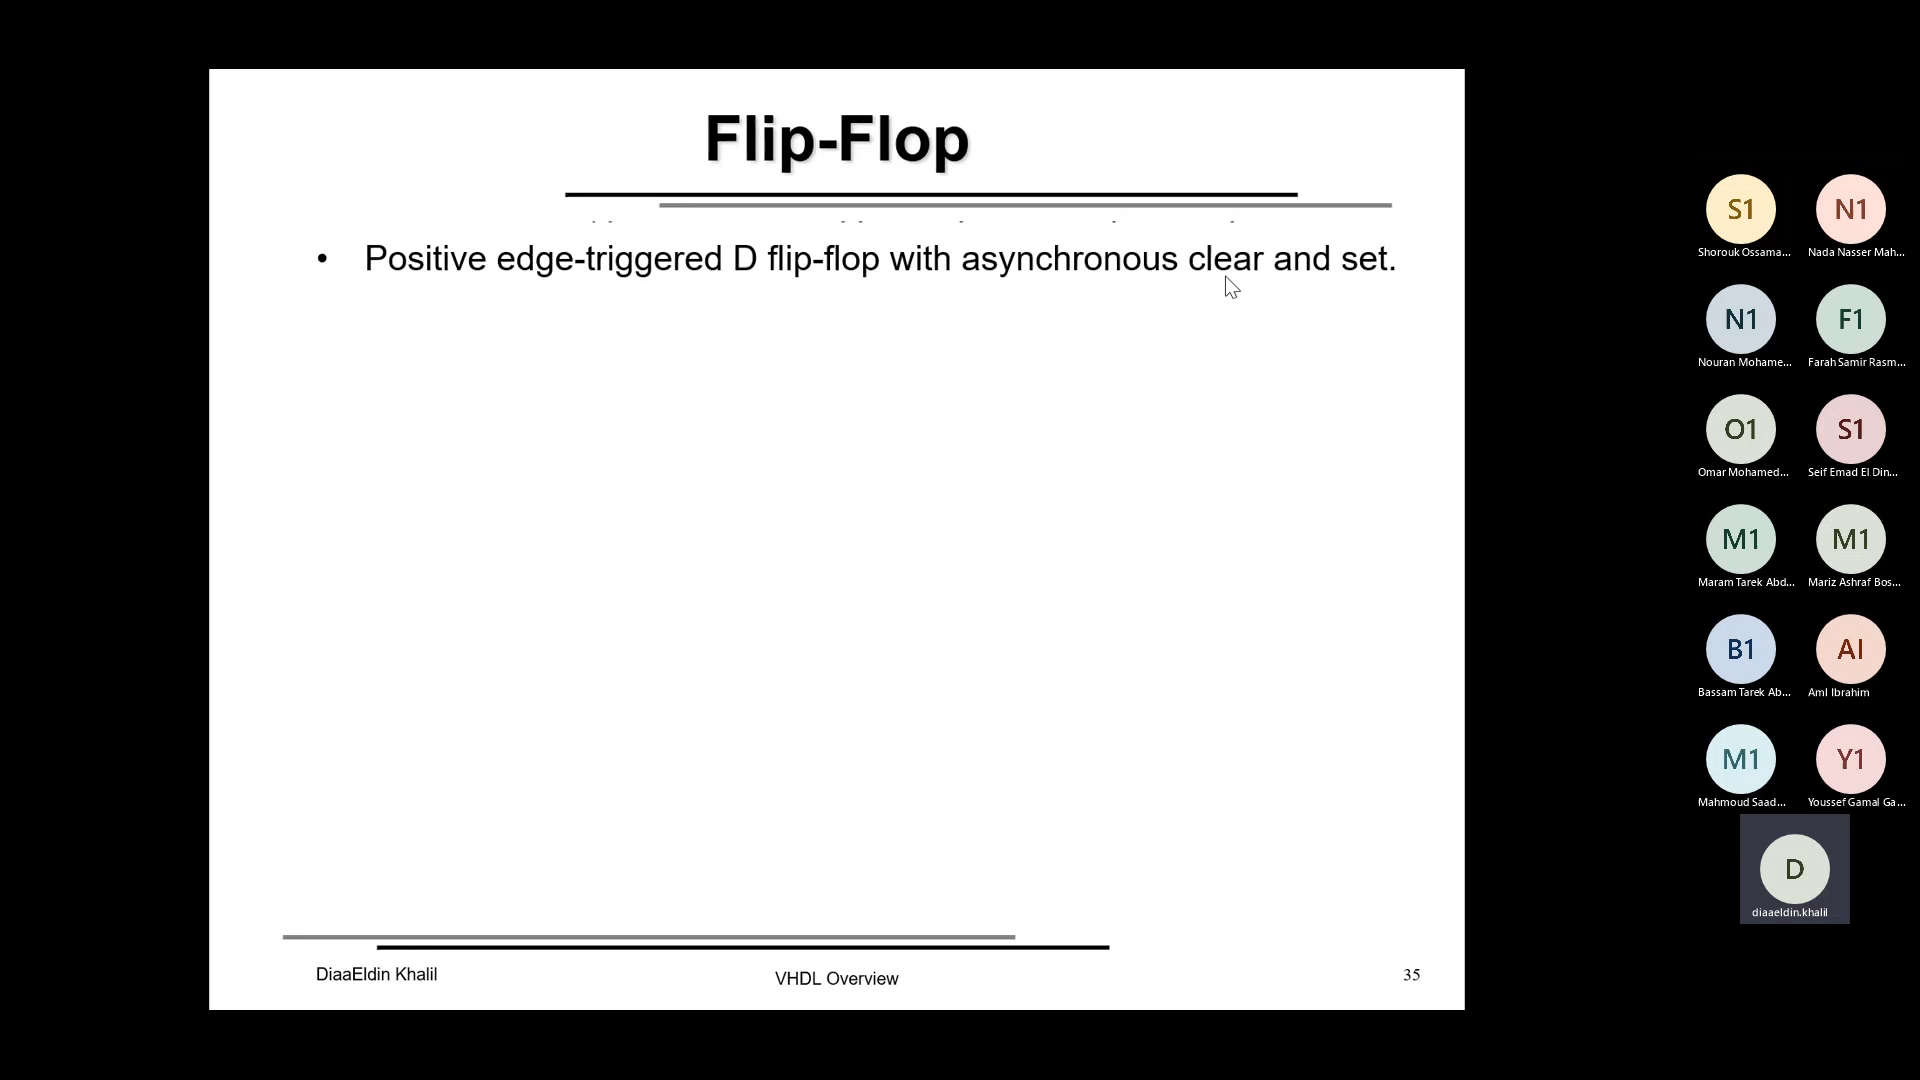 Flip-Flop
• Positive edge-triggered D flip-flop with asynchronous clear and set.
DiaaEldin Khalil
VHDL Overview
35
S1
N1
Shorouk Ossama...
Nada Nasser Mah...
N1
F1
Nouran Mohame...
Farah Samir Rasm...
O1
S1
Omar Mohamed...
Seif Emad El Din...
M1
M1
Maram Tarek Abd...
Mariz Ashraf Bos...
B1
AI
Bassam Tarek Ab...
Aml Ibrahim
M1
Y1
Mahmoud Saad...
Youssef Gamal Ga...
D
diaaeldin.khalil